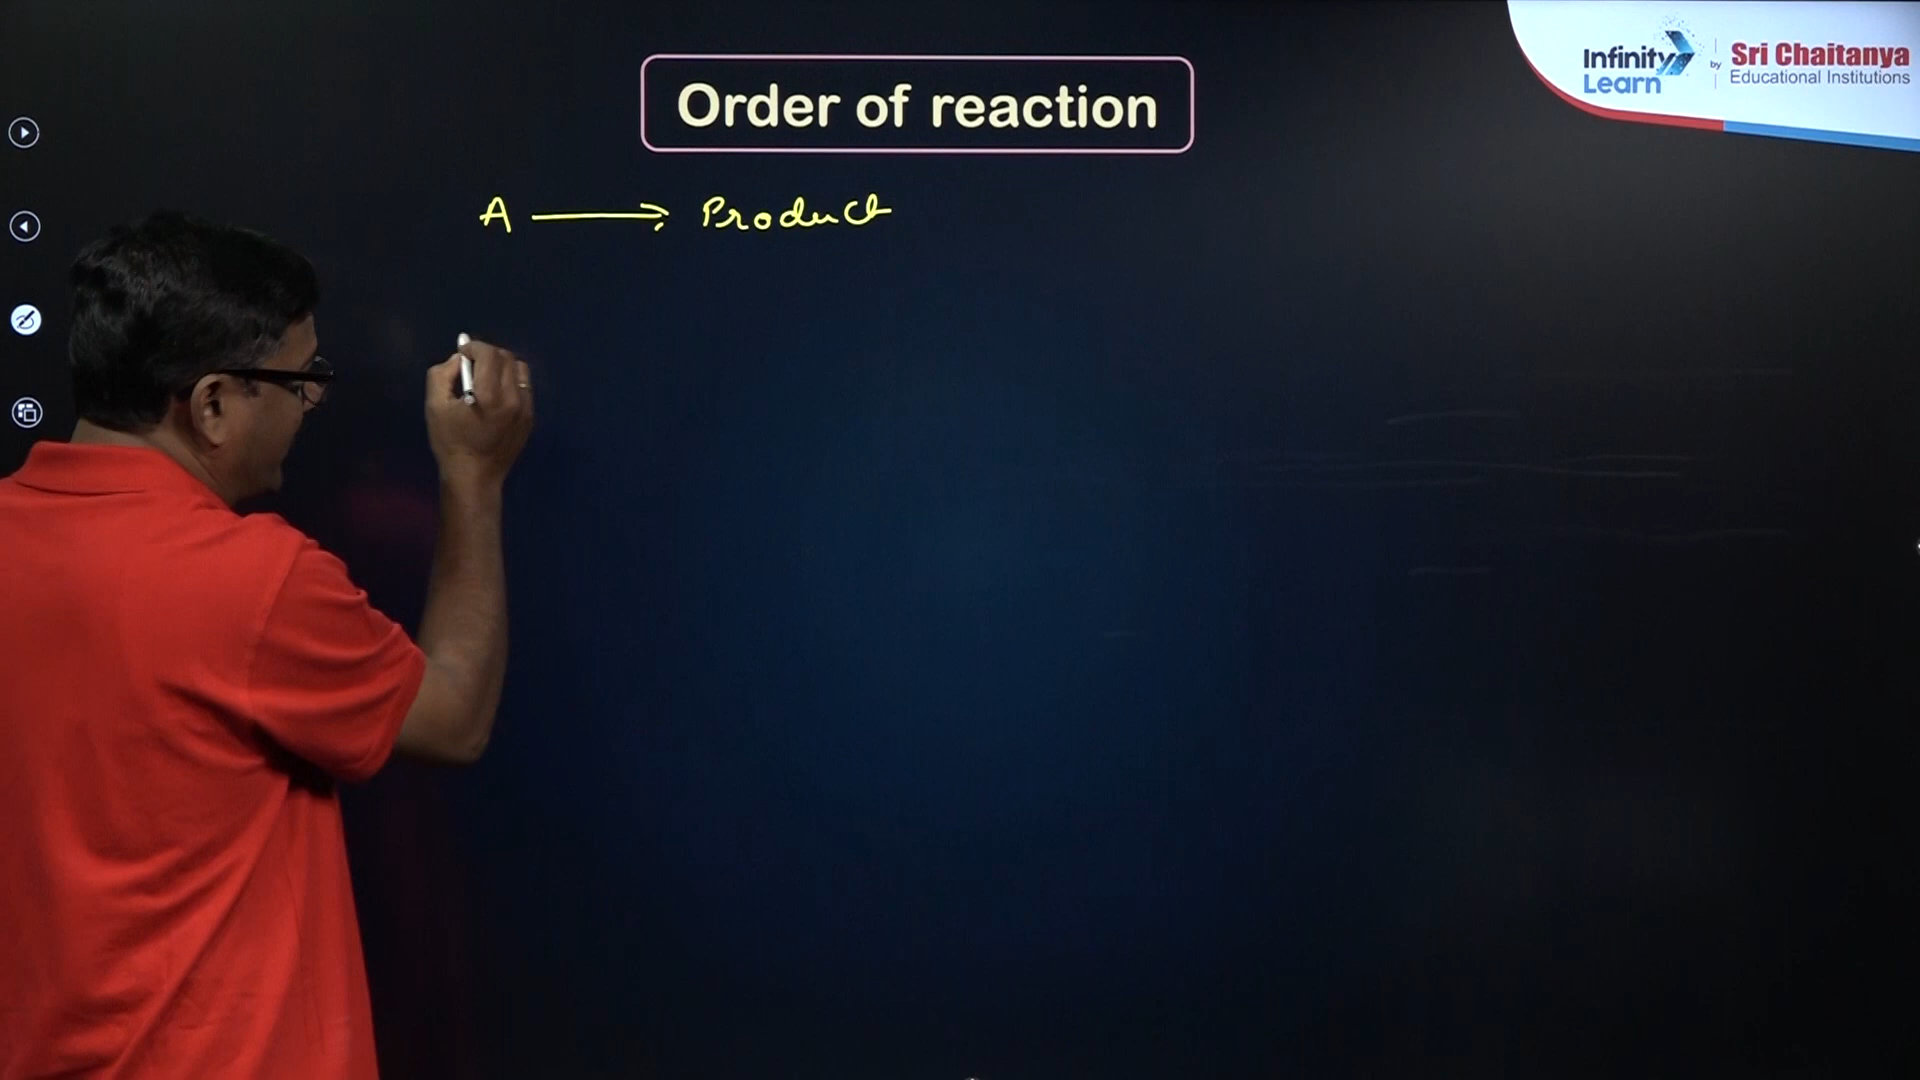 Order of reaction
Infinity Learn by Sri Chaitanya Educational Institutions
A ⟶ Product